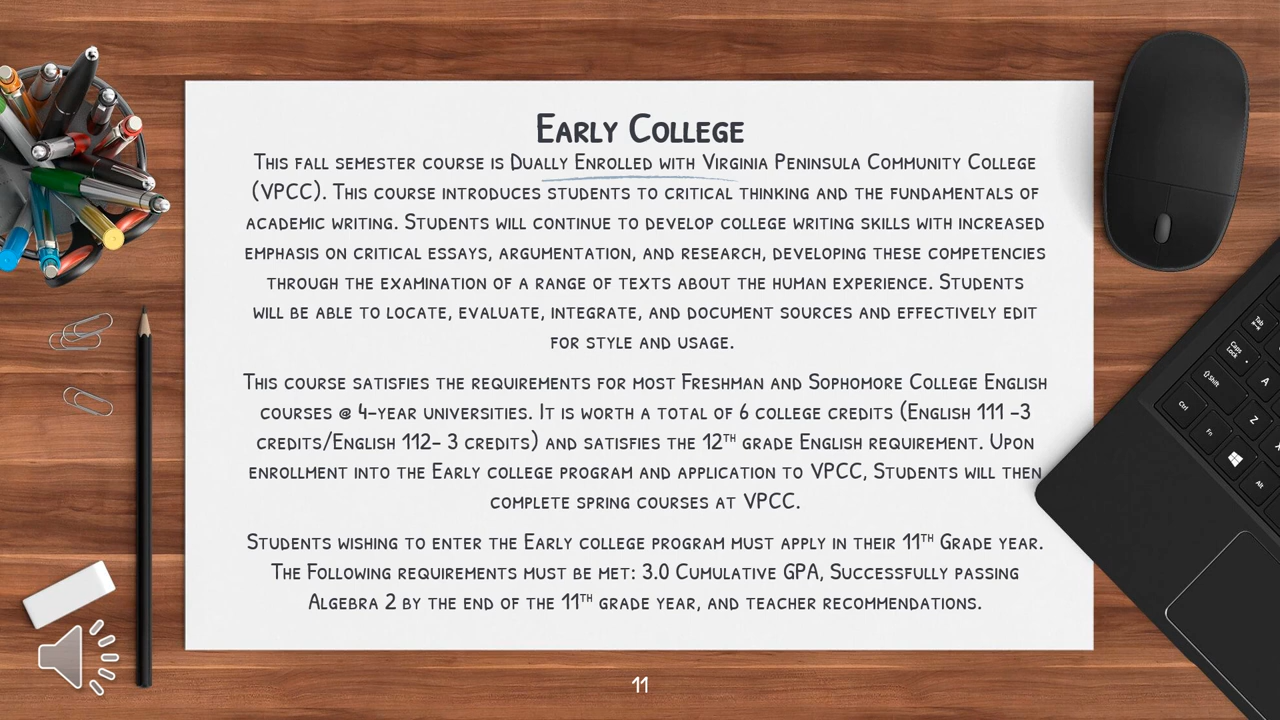 Early College
This fall semester course is Dually Enrolled with Virginia Peninsula Community College
(VPCC). This course introduces students to critical thinking and the fundamentals of
academic writing. Students will continue to develop college writing skills with increased
emphasis on critical essays, argumentation, and research, developing these competencies
through the examination of a range of texts about the human experience. Students
will be able to locate, evaluate, integrate, and document sources and effectively edit
for style and usage.
This course satisfies the requirements for most Freshman and Sophomore College English
courses @ 4-year universities. It is worth a total of 6 college credits (English 111 -3
credits/English 112- 3 credits) and satisfies the 12th grade English requirement. Upon
enrollment into the Early college program and application to VPCC, Students will then
complete spring courses at VPCC.
Students wishing to enter the Early college program must apply in their 11th Grade year.
The Following requirements must be met: 3.0 Cumulative GPA, Successfully passing
Algebra 2 by the end of the 11th grade year, and teacher recommendations.
11
Tab
Caps Lock
A
Shift
Z
Ctrl
Fn
Alt